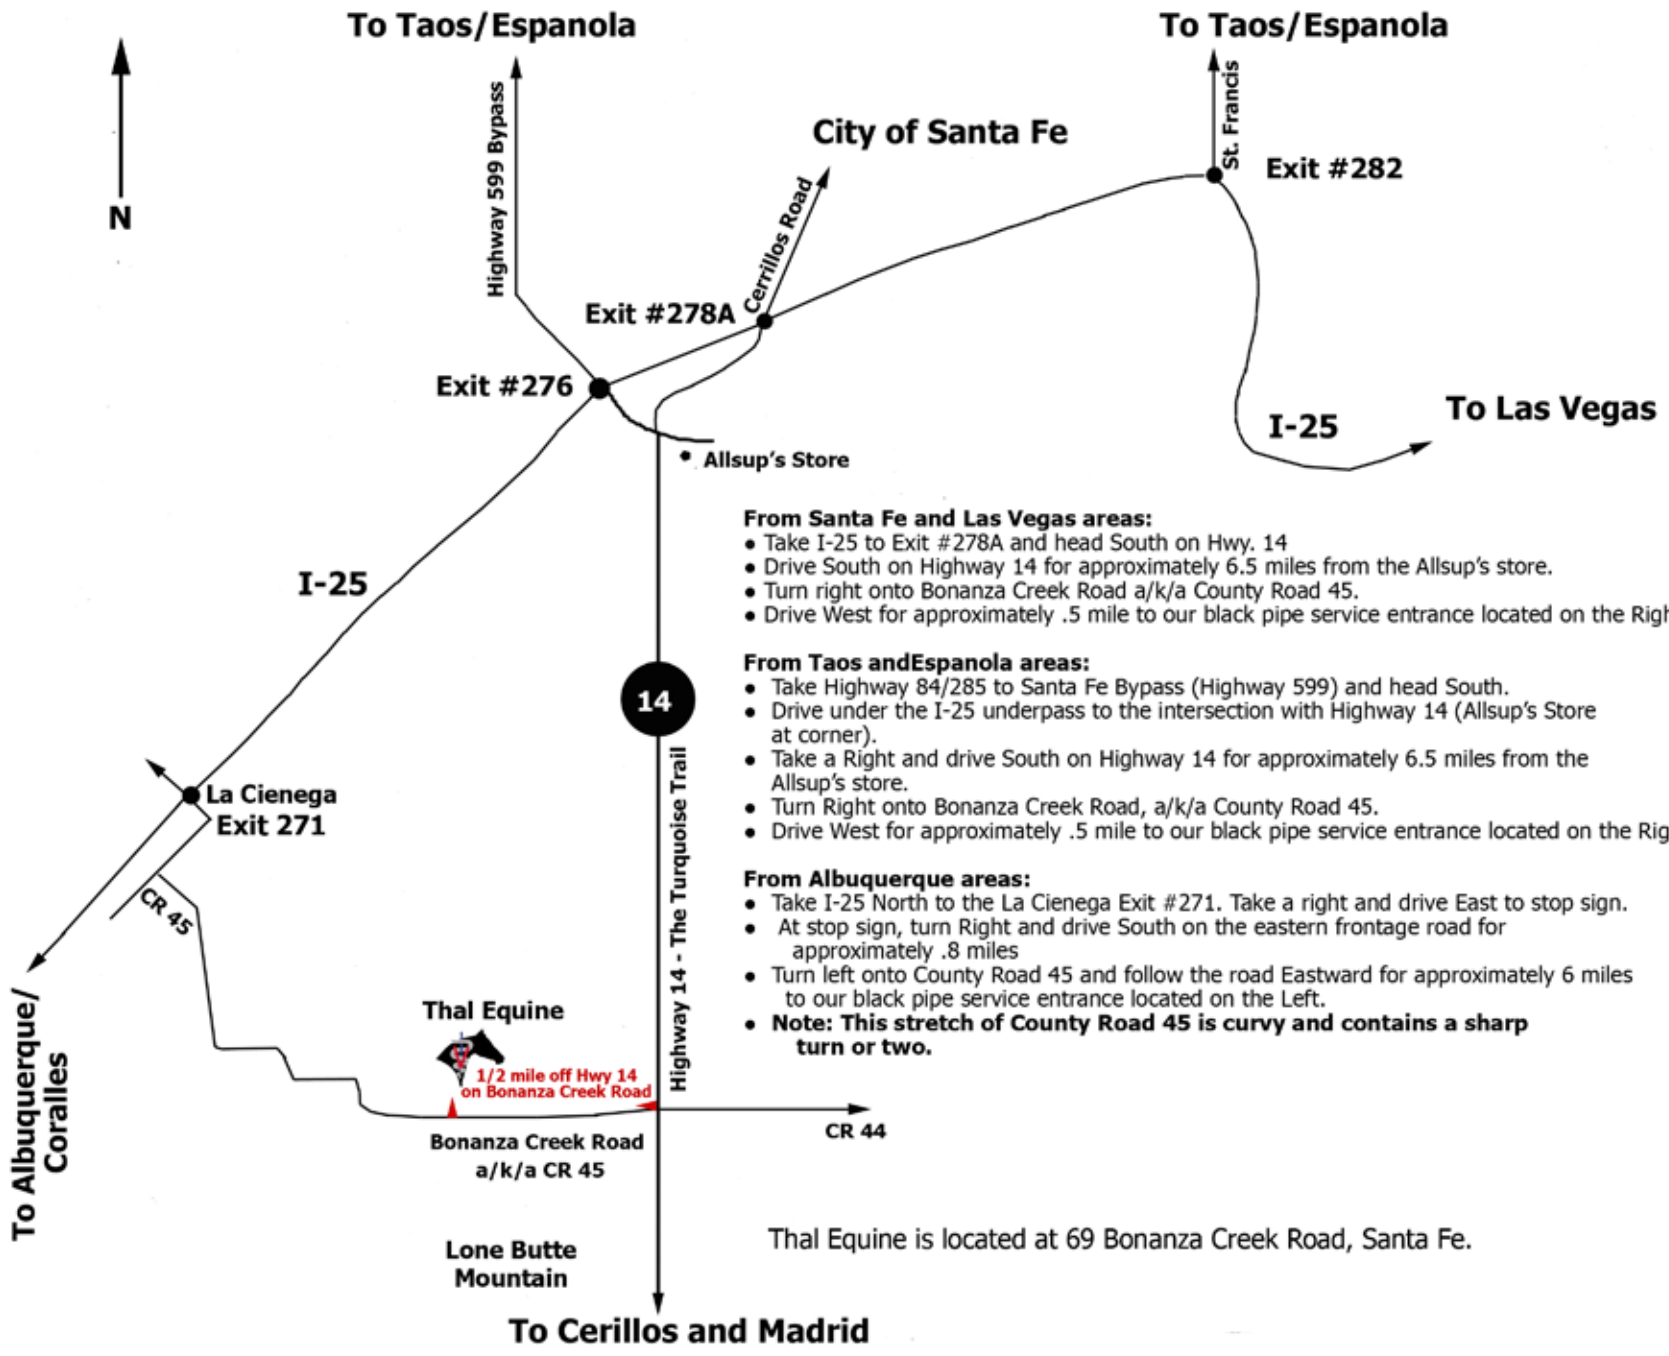 To Taos/Espanola
To Taos/Espanola
Highway 599 Bypass
St. Francis
City of Santa Fe
Exit #282
N
Cerrillos Road
Exit #278A
Exit #276
To Las Vegas
I-25
Allsup's Store
From Santa Fe and Las Vegas areas:
• Take I-25 to Exit #278A and head South on Hwy. 14
• Drive South on Highway 14 for approximately 6.5 miles from the Allsup's store.
• Turn right onto Bonanza Creek Road a/k/a County Road 45.
• Drive West for approximately .5 mile to our black pipe service entrance located on the Righ
I-25
From Taos andEspanola areas:
• Take Highway 84/285 to Santa Fe Bypass (Highway 599) and head South.
• Drive under the I-25 underpass to the intersection with Highway 14 (Allsup's Store
at corner).
• Take a Right and drive South on Highway 14 for approximately 6.5 miles from the
Allsup's store.
• Turn Right onto Bonanza Creek Road, a/k/a County Road 45.
• Drive West for approximately .5 mile to our black pipe service entrance located on the Rig
14
Highway 14 - The Turquoise Trail
La Cienega
Exit 271
CR 45
From Albuquerque areas:
• Take I-25 North to the La Cienega Exit #271. Take a right and drive East to stop sign.
• At stop sign, turn Right and drive South on the eastern frontage road for
approximately .8 miles
• Turn left onto County Road 45 and follow the road Eastward for approximately 6 miles
to our black pipe service entrance located on the Left.
• Note: This stretch of County Road 45 is curvy and contains a sharp
turn or two.
To Albuquerque/
Coralles
Thal Equine
1/2 mile off Hwy 14
on Bonanza Creek Road
CR 44
Bonanza Creek Road
a/k/a CR 45
Lone Butte
Mountain
Thal Equine is located at 69 Bonanza Creek Road, Santa Fe.
To Cerillos and Madrid